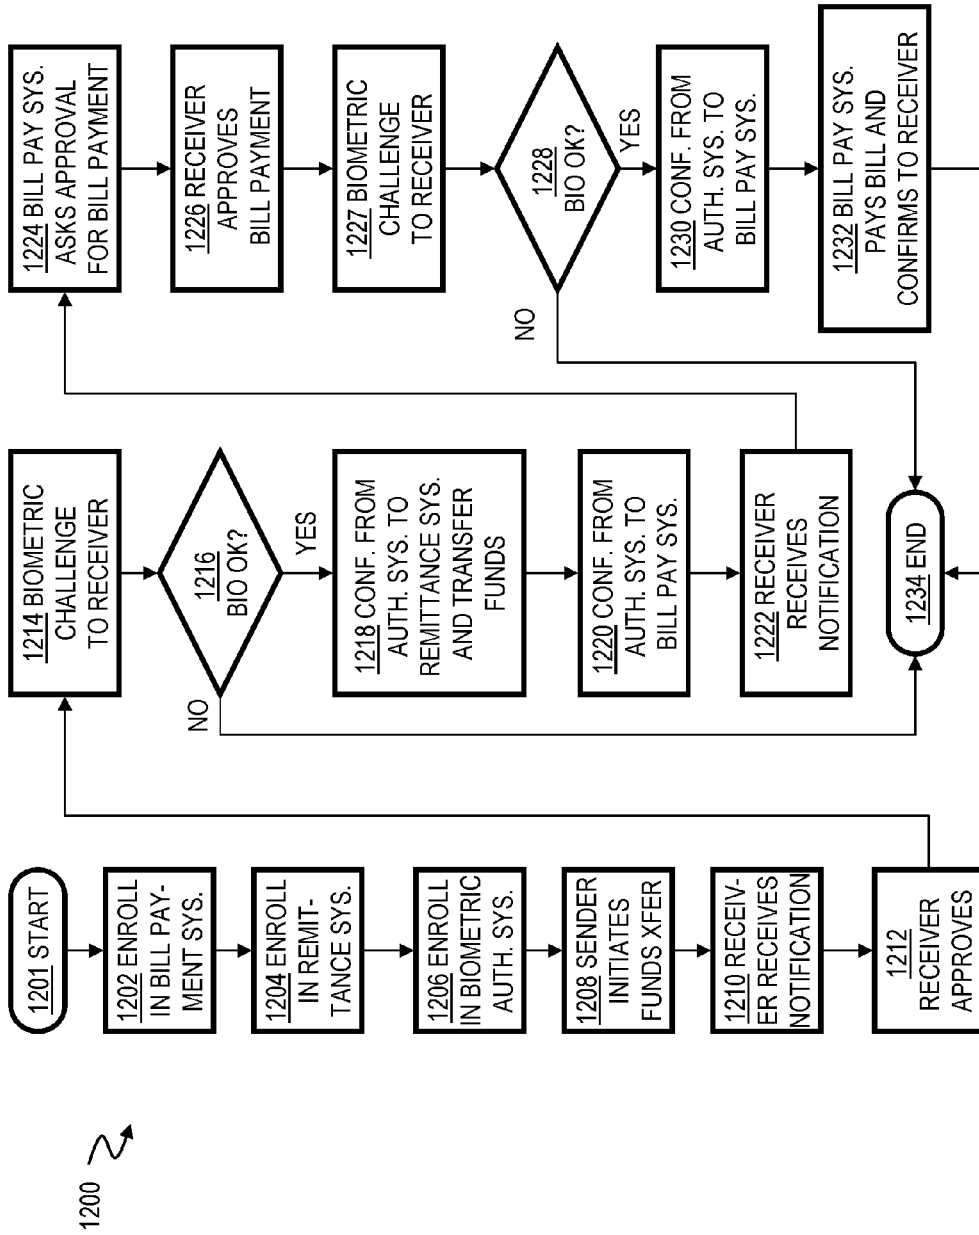 1200
1201 START
1202 ENROLL
IN BILL PAY-
MENT SYS.
1204 ENROLL
IN REMIT-
TANCE SYS.
1206 ENROLL
IN BIOMETRIC
AUTH. SYS.
1208 SENDER
INITIATES
FUNDS XFER
1210 RECEIV-
ER RECEIVES
NOTIFICATION
1212
RECEIVER
APPROVES
1214 BIOMETRIC
CHALLENGE
TO RECEIVER
1216
BIO OK?
NO
YES
1218 CONF. FROM
AUTH. SYS. TO
REMITTANCE SYS.
AND TRANSFER
FUNDS
1220 CONF. FROM
AUTH. SYS. TO
BILL PAY SYS.
1222 RECEIVER
RECEIVES
NOTIFICATION
1224 BILL PAY SYS.
ASKS APPROVAL
FOR BILL PAYMENT
1226 RECEIVER
APPROVES
BILL PAYMENT
1227 BIOMETRIC
CHALLENGE
TO RECEIVER
1228
BIO OK?
NO
YES
1230 CONF. FROM
AUTH. SYS. TO
BILL PAY SYS.
1232 BILL PAY SYS.
PAYS BILL AND
CONFIRMS TO RECEIVER
1234 END